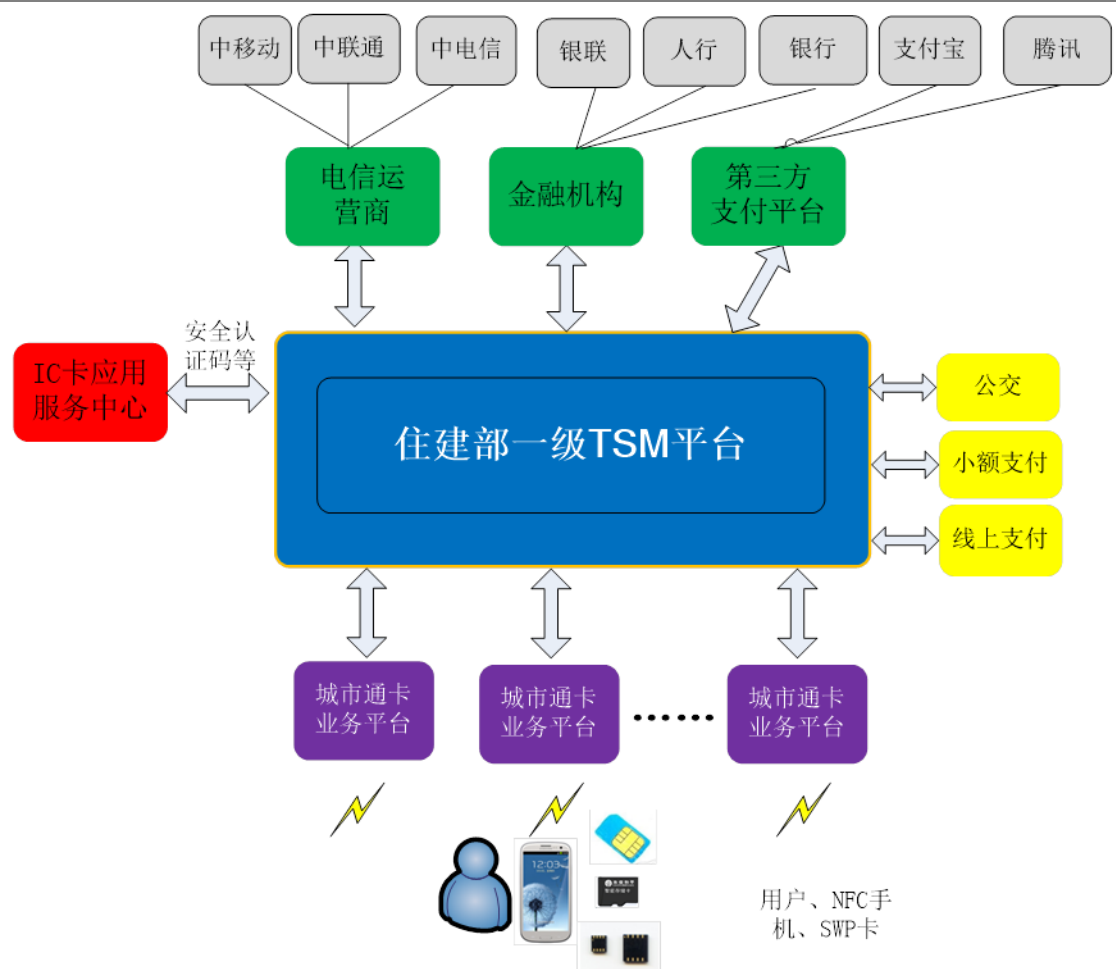 中移动
中联通
中电信
银联
人行
银行
支付宝
腾讯
电信运
营商
金融机构
第三方
支付平台
安全认
证码等
IC卡应用
服务中心
住建部一级TSM平台
公交
小额支付
线上支付
城市通卡
业务平台
城市通卡
业务平台
······
城市通卡
业务平台
12:03
用户、NFC手
机、SWP卡